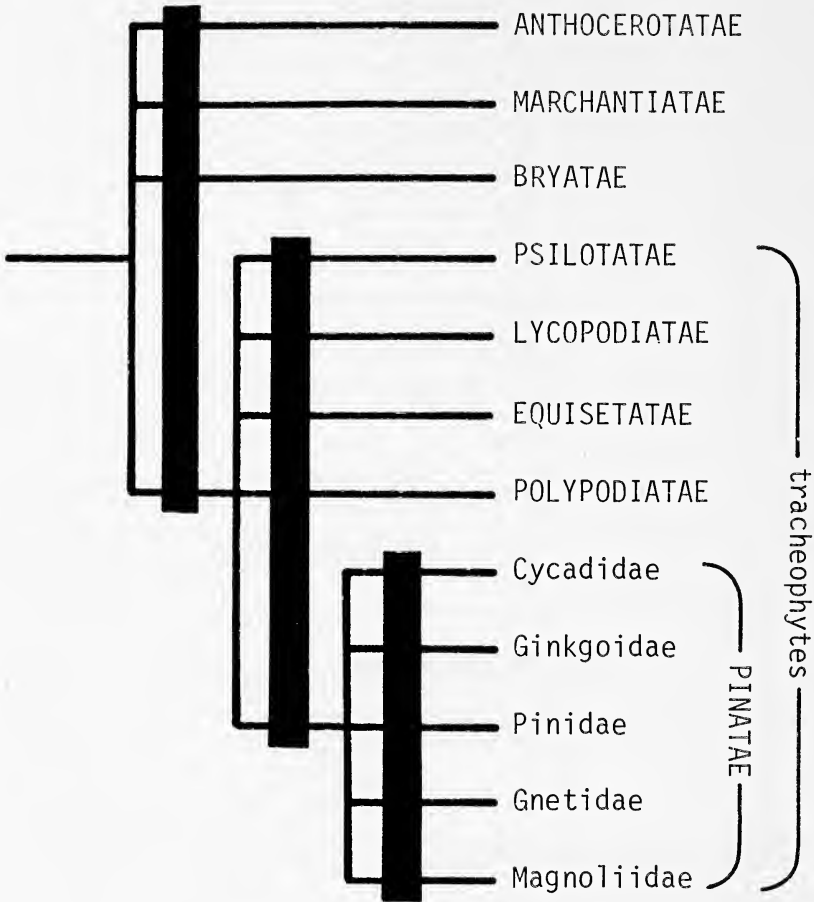 ANTHOCEROTATAE
MARCHANTIATAE
BRYATAE
PSILOTATAE
LYCOPODIATAE
EQUISETATAE
POLYPODIATAE
Cycadidae
Ginkgoidae
Pinidae
Gnetidae
Magnoliidae
PINATAE
tracheophytes